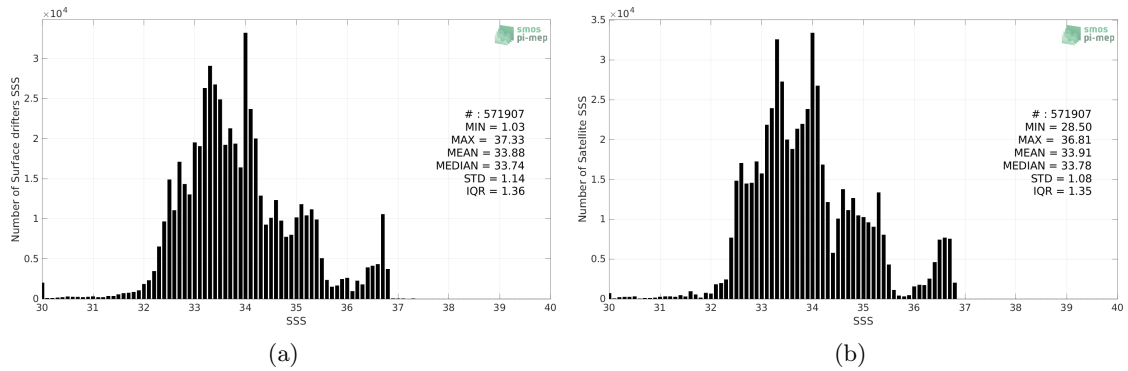 ×10⁴
3
2.5
2
1.5
1
0.5
0
30 31 32 33 34 35 36 37 38 39 40
SSS
Number of Surface drifters SSS
smos
pi-mep
# : 571907
MIN = 1.03
MAX = 37.33
MEAN = 33.88
MEDIAN = 33.74
STD = 1.14
IQR = 1.36
(a)
×10⁴
3.5
3
2.5
2
1.5
1
0.5
0
30 31 32 33 34 35 36 37 38 39 40
SSS
Number of Satellite SSS
smos
pi-mep
# : 571907
MIN = 28.50
MAX = 36.81
MEAN = 33.91
MEDIAN = 33.78
STD = 1.08
IQR = 1.35
(b)